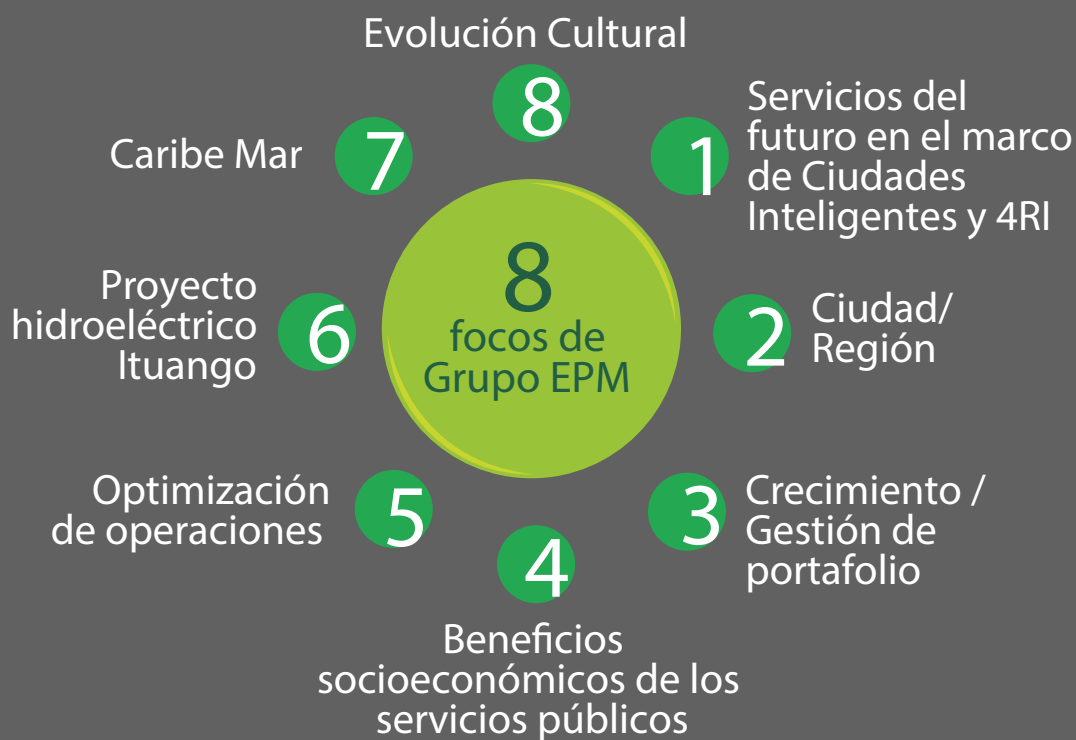 8
focos de
Grupo EPM
1
Servicios del
futuro en el marco
de Ciudades
Inteligentes y 4RI
2
Ciudad/
Región
3
Crecimiento /
Gestión de
portafolio
4
Beneficios
socioeconómicos de los
servicios públicos
5
Optimización
de operaciones
6
Proyecto
hidroeléctrico
Ituango
7
Caribe Mar
8
Evolución Cultural